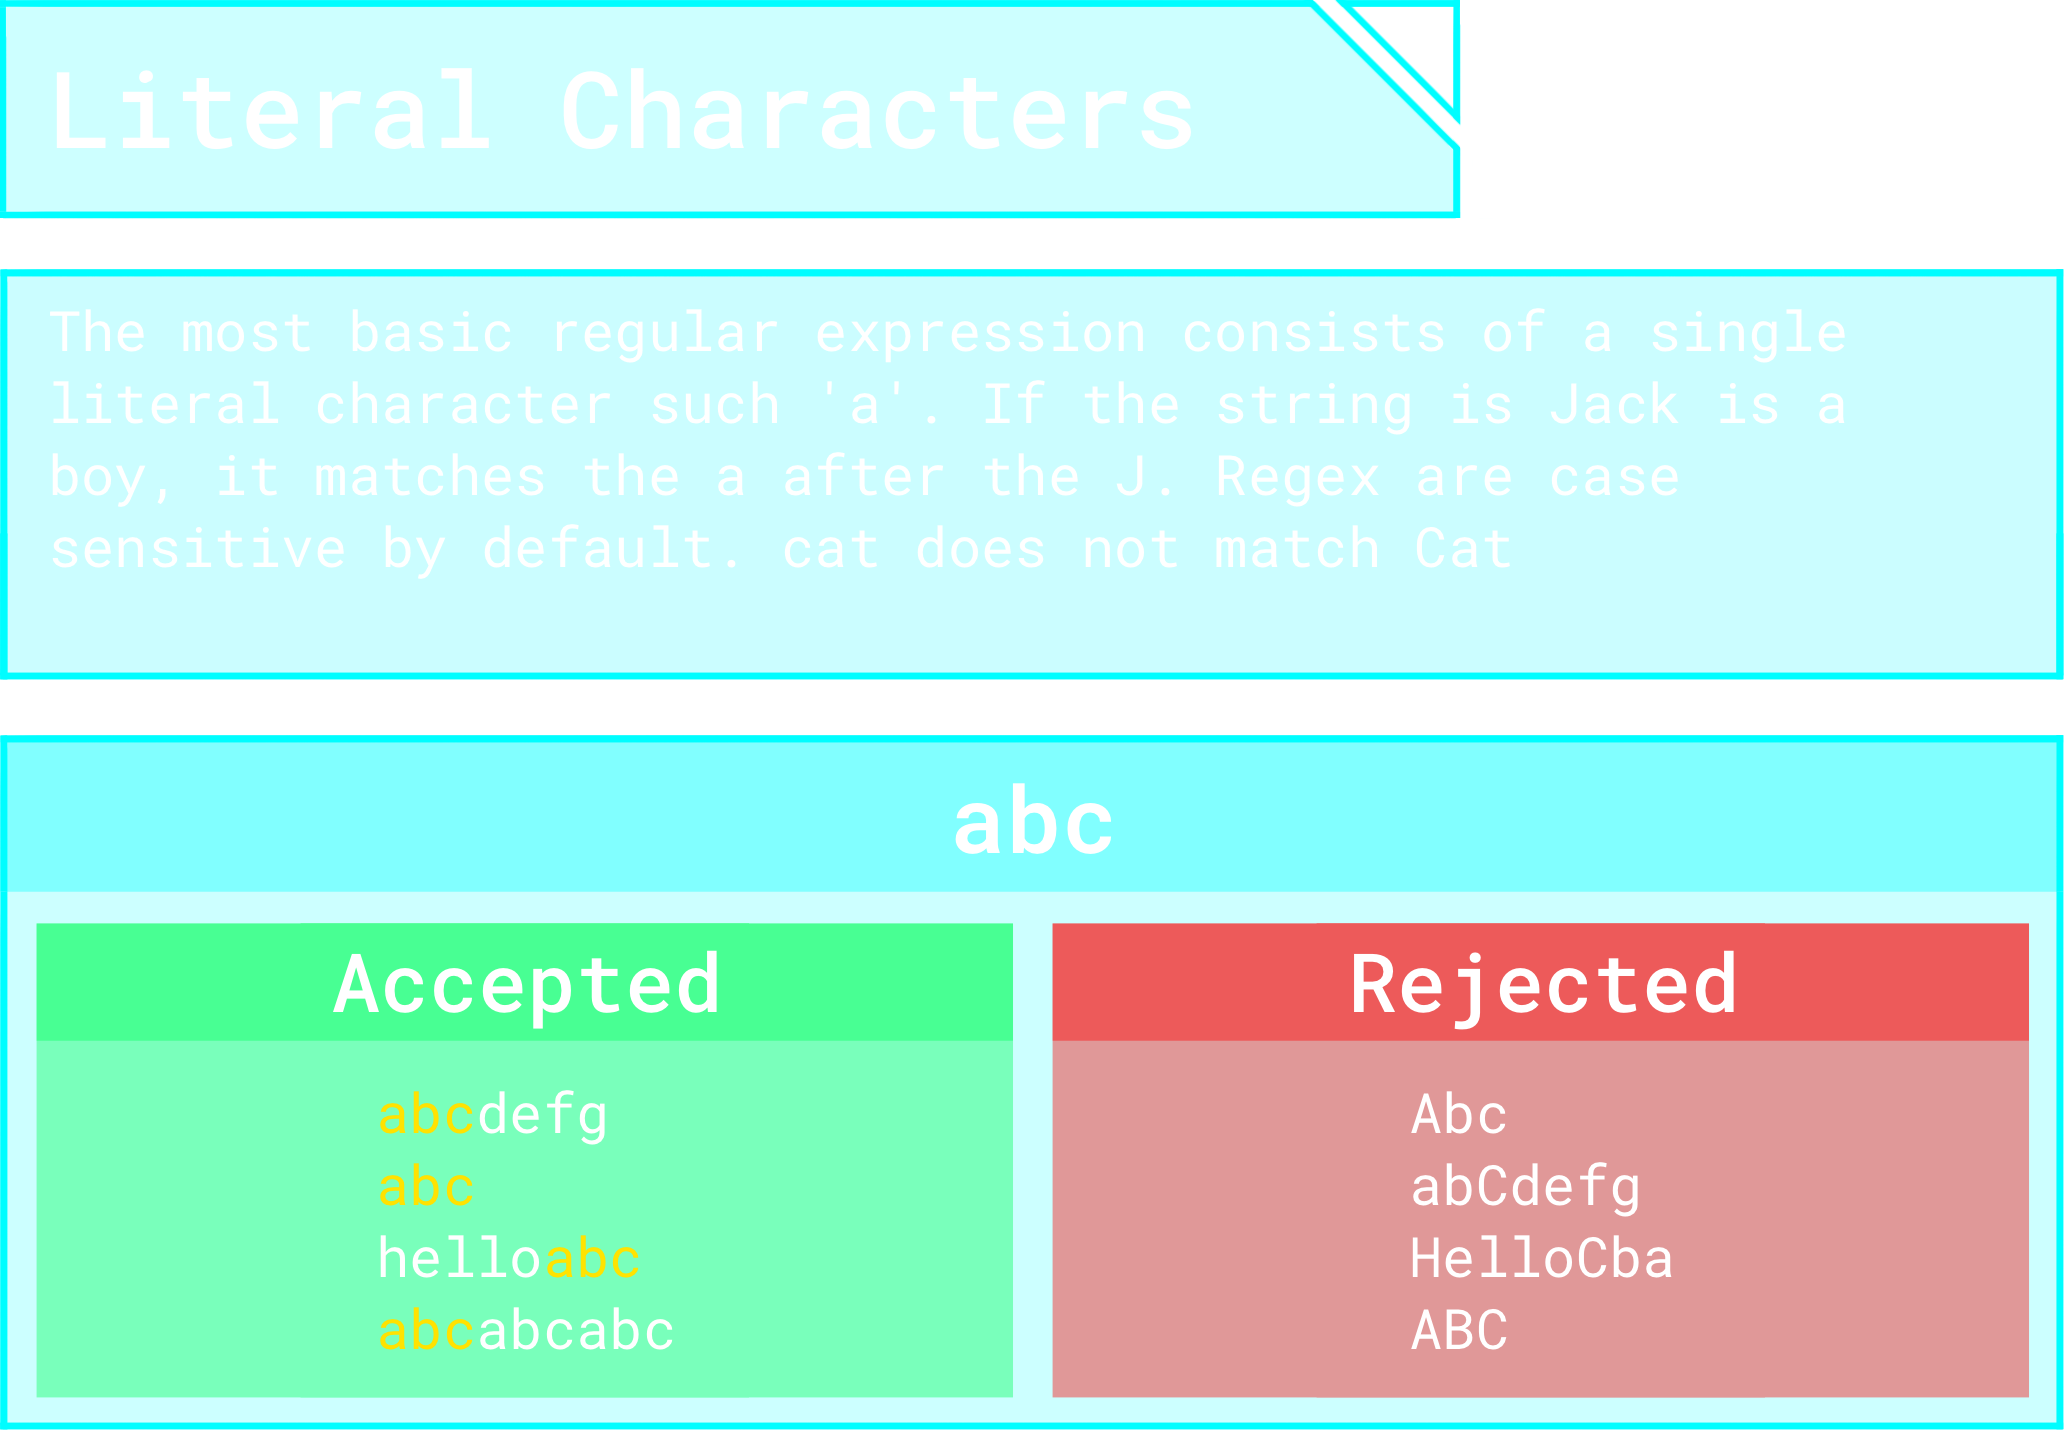 Literal Characters
The most basic regular expression consists of a single
literal character such 'a'. If the string is Jack is a
boy, it matches the a after the J. Regex are case
sensitive by default. cat does not match Cat
abc
Accepted
abcdefg
abc
helloabc
abcabcabc
Rejected
Abc
abCdefg
HelloCba
ABC